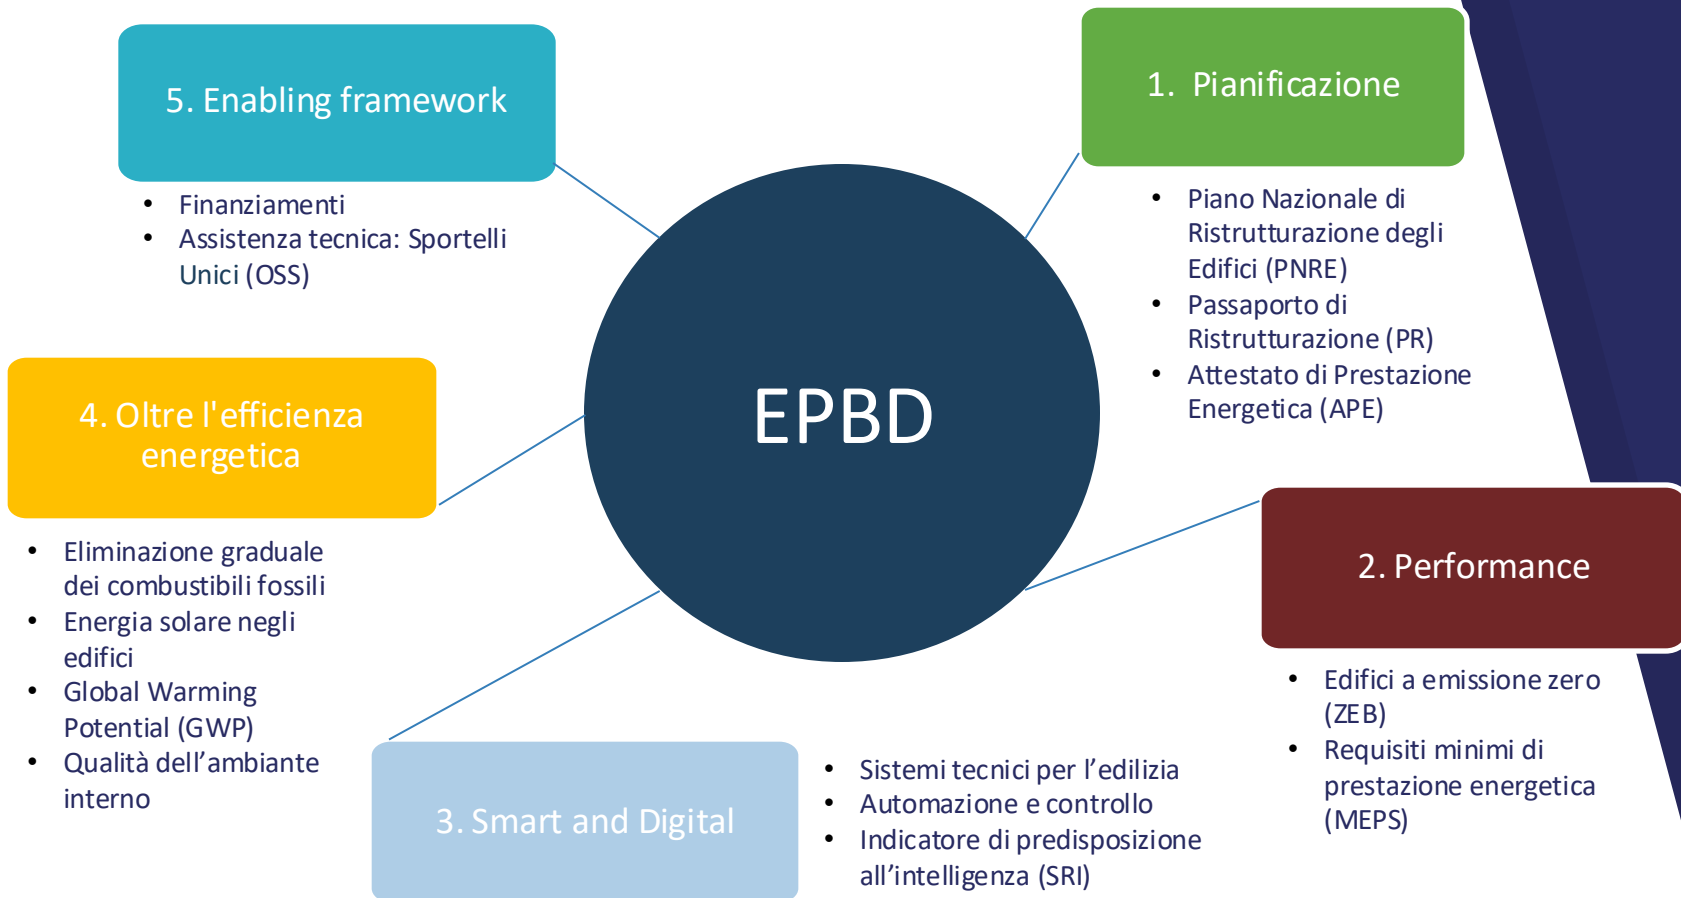 5. Enabling framework
• Finanziamenti
• Assistenza tecnica: Sportelli
Unici (OSS)
1. Pianificazione
• Piano Nazionale di
Ristrutturazione degli
Edifici (PNRE)
• Passaporto di
Ristrutturazione (PR)
• Attestato di Prestazione
Energetica (APE)
EPBD
4. Oltre l'efficienza
energetica
• Eliminazione graduale
dei combustibili fossili
• Energia solare negli
edifici
• Global Warming
Potential (GWP)
• Qualità dell’ambiante
interno
2. Performance
• Edifici a emissione zero
(ZEB)
• Requisiti minimi di
prestazione energetica
(MEPS)
3. Smart and Digital
• Sistemi tecnici per l’edilizia
• Automazione e controllo
• Indicatore di predisposizione
all’intelligenza (SRI)